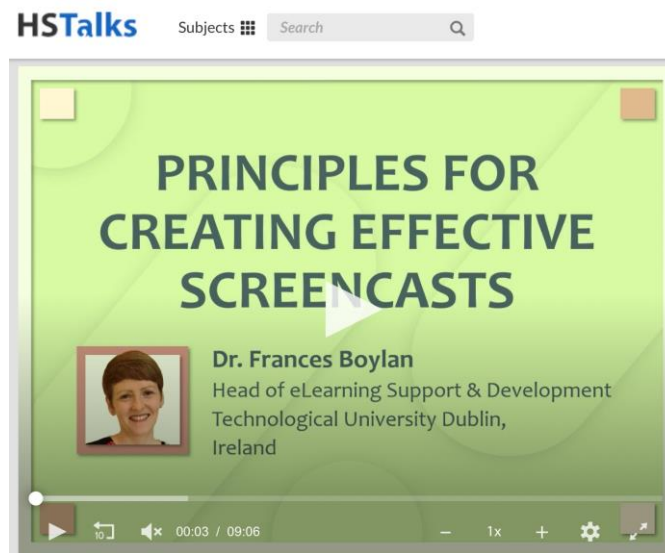 HSTalks Subjects Search
PRINCIPLES FOR
CREATING EFFECTIVE
SCREENCASTS
Dr. Frances Boylan
Head of eLearning Support & Development
Technological University Dublin,
Ireland
10 00:03 / 09:06 − 1x +